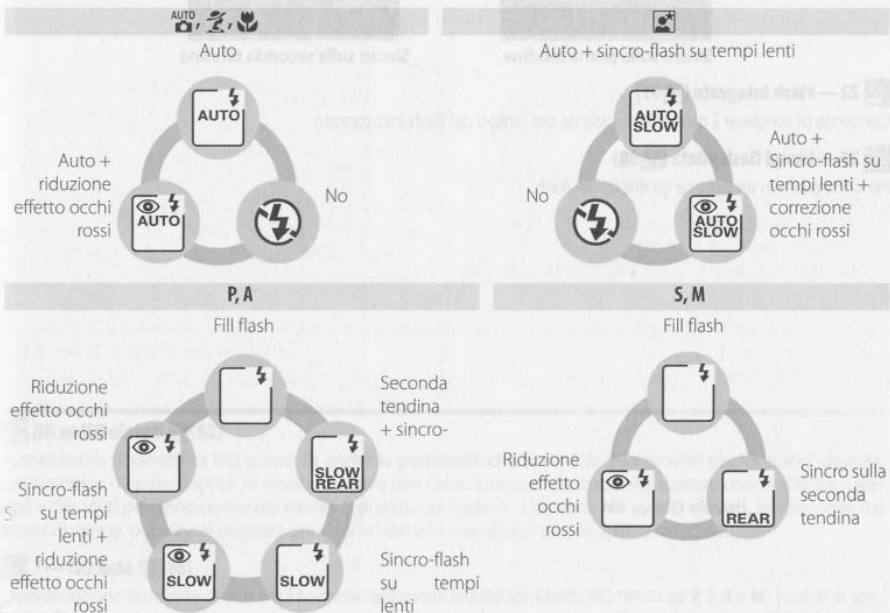 AUTO
Auto
AUTO
Auto +
riduzione
effetto occhi
rossi
AUTO
No
Auto + sincro-flash su tempi lenti
AUTO
SLOW
No
AUTO
SLOW
Auto +
Sincro-flash su
tempi lenti +
correzione
occhi rossi
P, A
Fill flash
Riduzione
effetto occhi
rossi
Seconda
tendina
+ sincro-
SLOW
REAR
Sincro-flash
su tempi
lenti +
riduzione
effetto occhi
rossi
SLOW
SLOW
Sincro-flash
su tempi
lenti
S, M
Fill flash
Riduzione
effetto
occhi
rossi
REAR
Sincro sulla
seconda
tendina